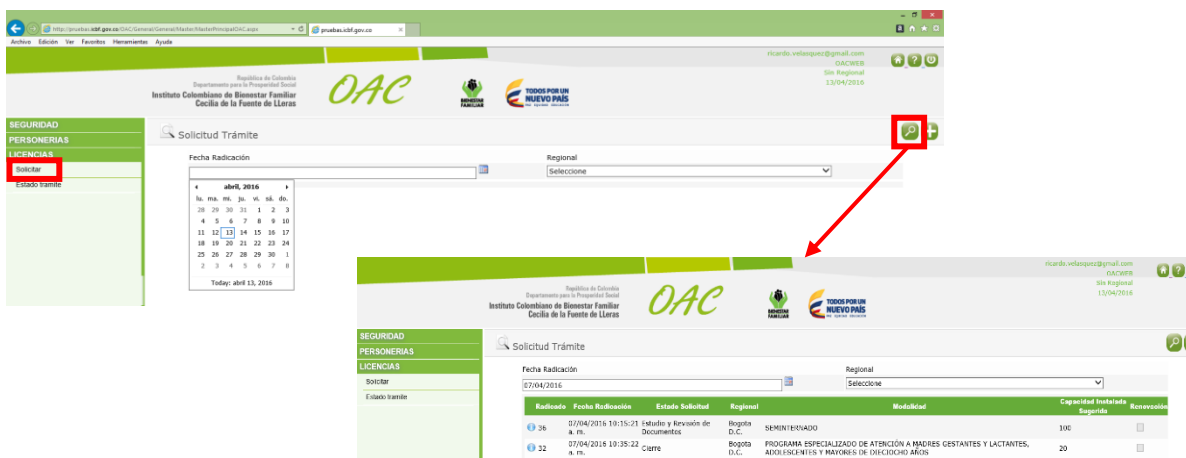 http://pruebas.icbf.gov.co/OAC/General/General/Master/MasterPrincipalOAC.aspx
pruebas.icbf.gov.co
Archivo Edición Ver Favoritos Herramientas Ayuda
ricardo.velasquez@gmail.com
OACWEB
Sin Regional
13/04/2016
República de Colombia
Departamento para la Prosperidad Social
Instituto Colombiano de Bienestar Familiar
Cecilia de la Fuente de LLeras
OAC
BIENESTAR
FAMILIAR
TODOS POR UN
NUEVO PAÍS
PAZ EQUIDAD EDUCACIÓN
SEGURIDAD
PERSONERIAS
LICENCIAS
Solicitar
Estado tramite
Solicitud Trámite
Fecha Radicación
Regional
Seleccione
abril, 2016
lu. ma. mi. ju. vi. sá. do.
28 29 30 31 1 2 3
4 5 6 7 8 9 10
11 12 13 14 15 16 17
18 19 20 21 22 23 24
25 26 27 28 29 30 1
2 3 4 5 6 7 8
Today: abril 13, 2016
ricardo.velasquez@gmail.com
OACWEB
Sin Regional
13/04/2016
República de Colombia
Departamento para la Prosperidad Social
Instituto Colombiano de Bienestar Familiar
Cecilia de la Fuente de LLeras
OAC
BIENESTAR
FAMILIAR
TODOS POR UN
NUEVO PAÍS
PAZ EQUIDAD EDUCACIÓN
SEGURIDAD
PERSONERIAS
LICENCIAS
Solicitar
Estado tramite
Solicitud Trámite
Fecha Radicación
Regional
07/04/2016
Seleccione
Radicado Fecha Radicación Estado Solicitud Regional Modalidad Capacidad Instalada Sugerida Renovación
36 07/04/2016 10:15:21 a. m. Estudio y Revisión de Documentos Bogota D.C. SEMINTERNADO 100
32 07/04/2016 10:35:22 a. m. Cierre Bogota D.C. PROGRAMA ESPECIALIZADO DE ATENCIÓN A MADRES GESTANTES Y LACTANTES, ADOLESCENTES Y MAYORES DE DIECIOCHO AÑOS 20